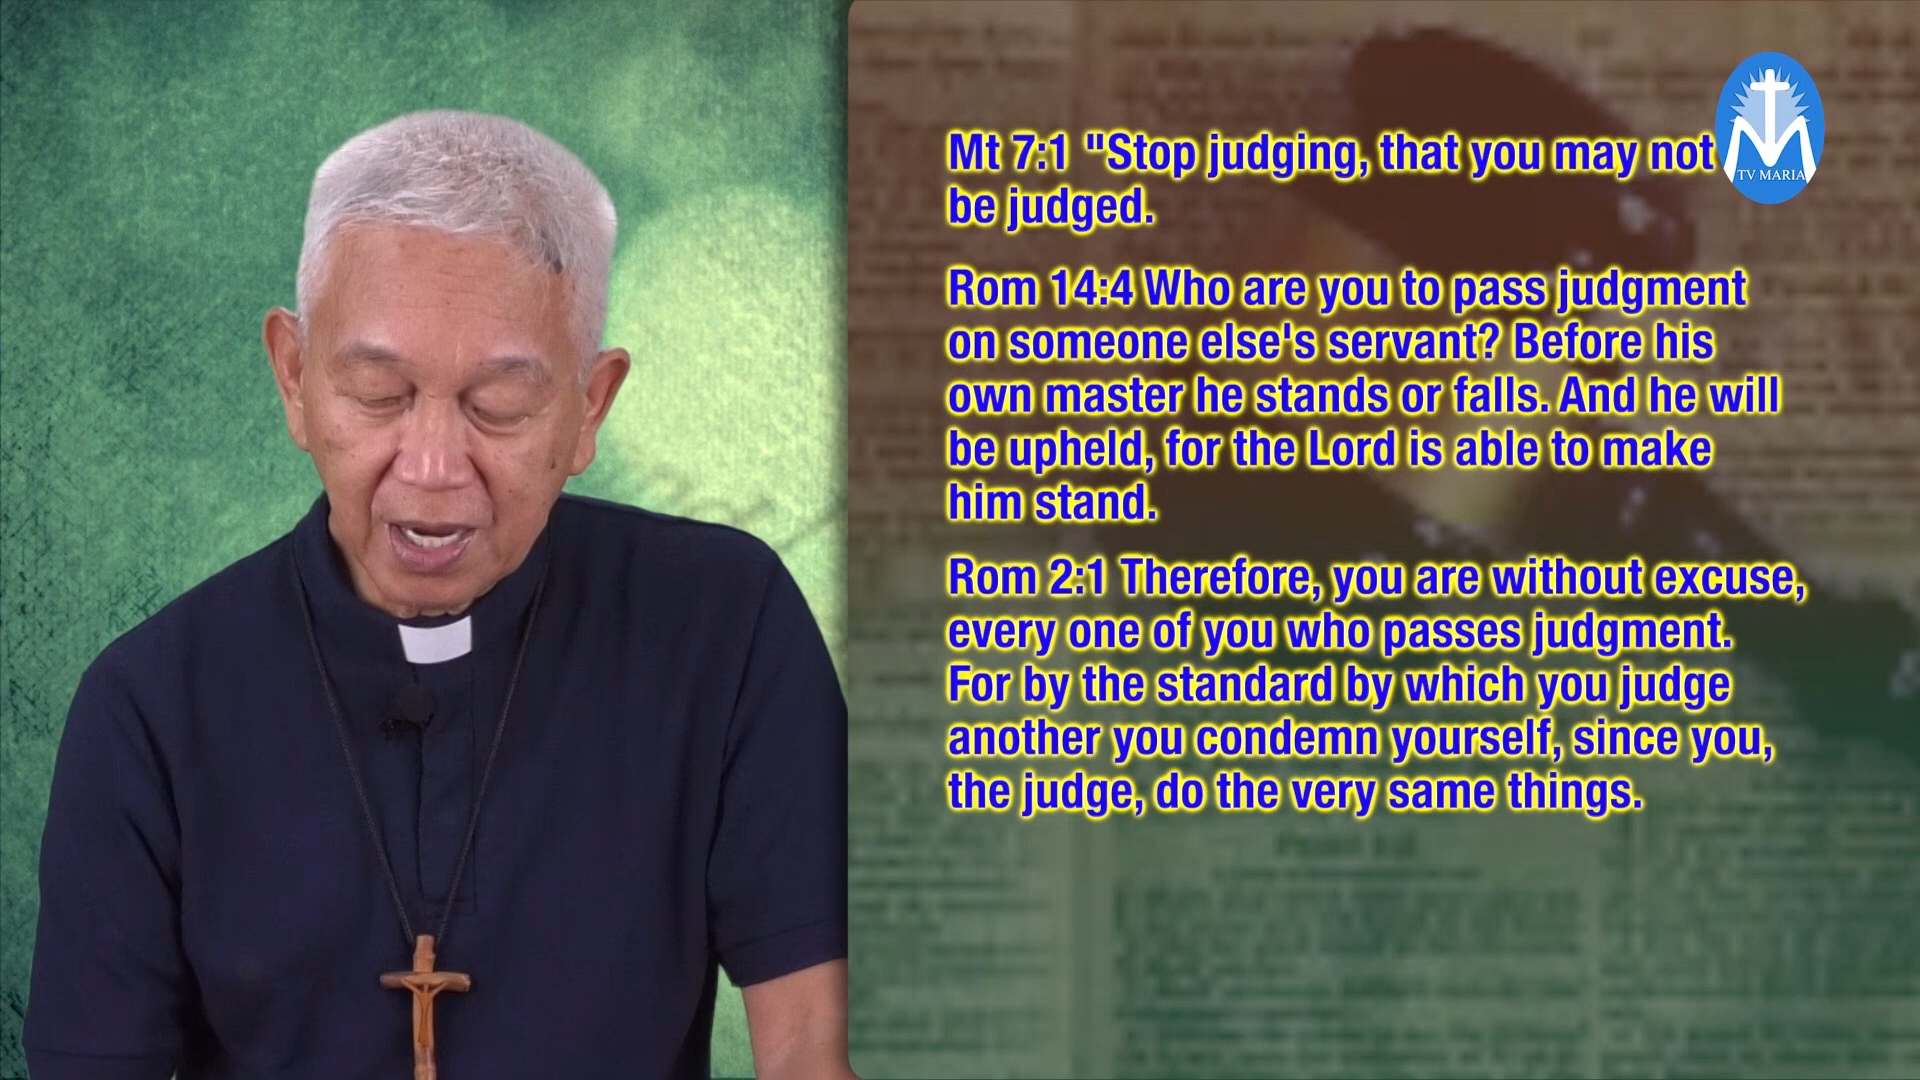 Mt 7:1 "Stop judging, that you may not
be judged.
Rom 14:4 Who are you to pass judgment
on someone else's servant? Before his
own master he stands or falls. And he will
be upheld, for the Lord is able to make
him stand.
Rom 2:1 Therefore, you are without excuse,
every one of you who passes judgment.
For by the standard by which you judge
another you condemn yourself, since you,
the judge, do the very same things.
TV MARIA